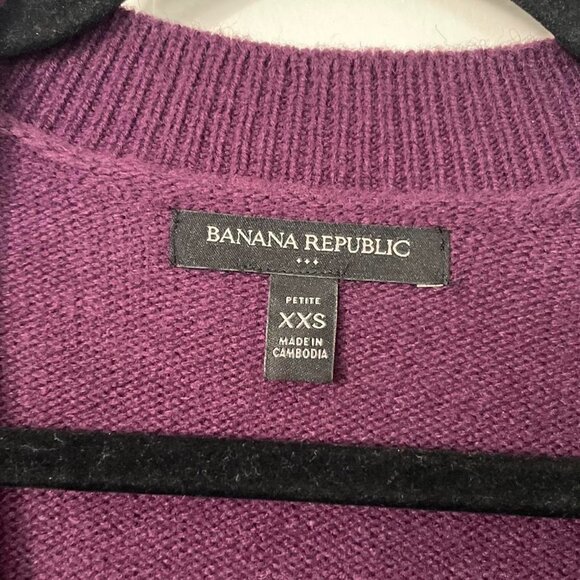 BANANA REPUBLIC
PETITE
XXS
MADE IN
CAMBODIA